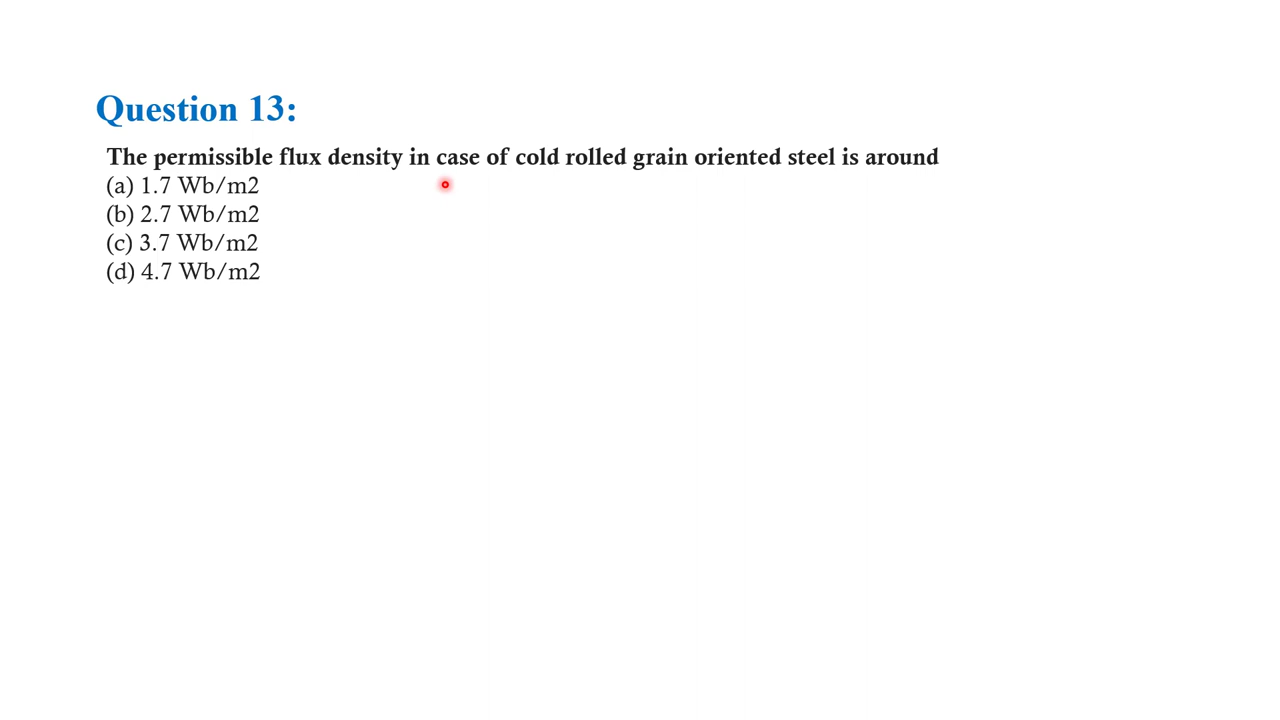 Question 13:
The permissible flux density in case of cold rolled grain oriented steel is around
(a) 1.7 Wb/m2
(b) 2.7 Wb/m2
(c) 3.7 Wb/m2
(d) 4.7 Wb/m2